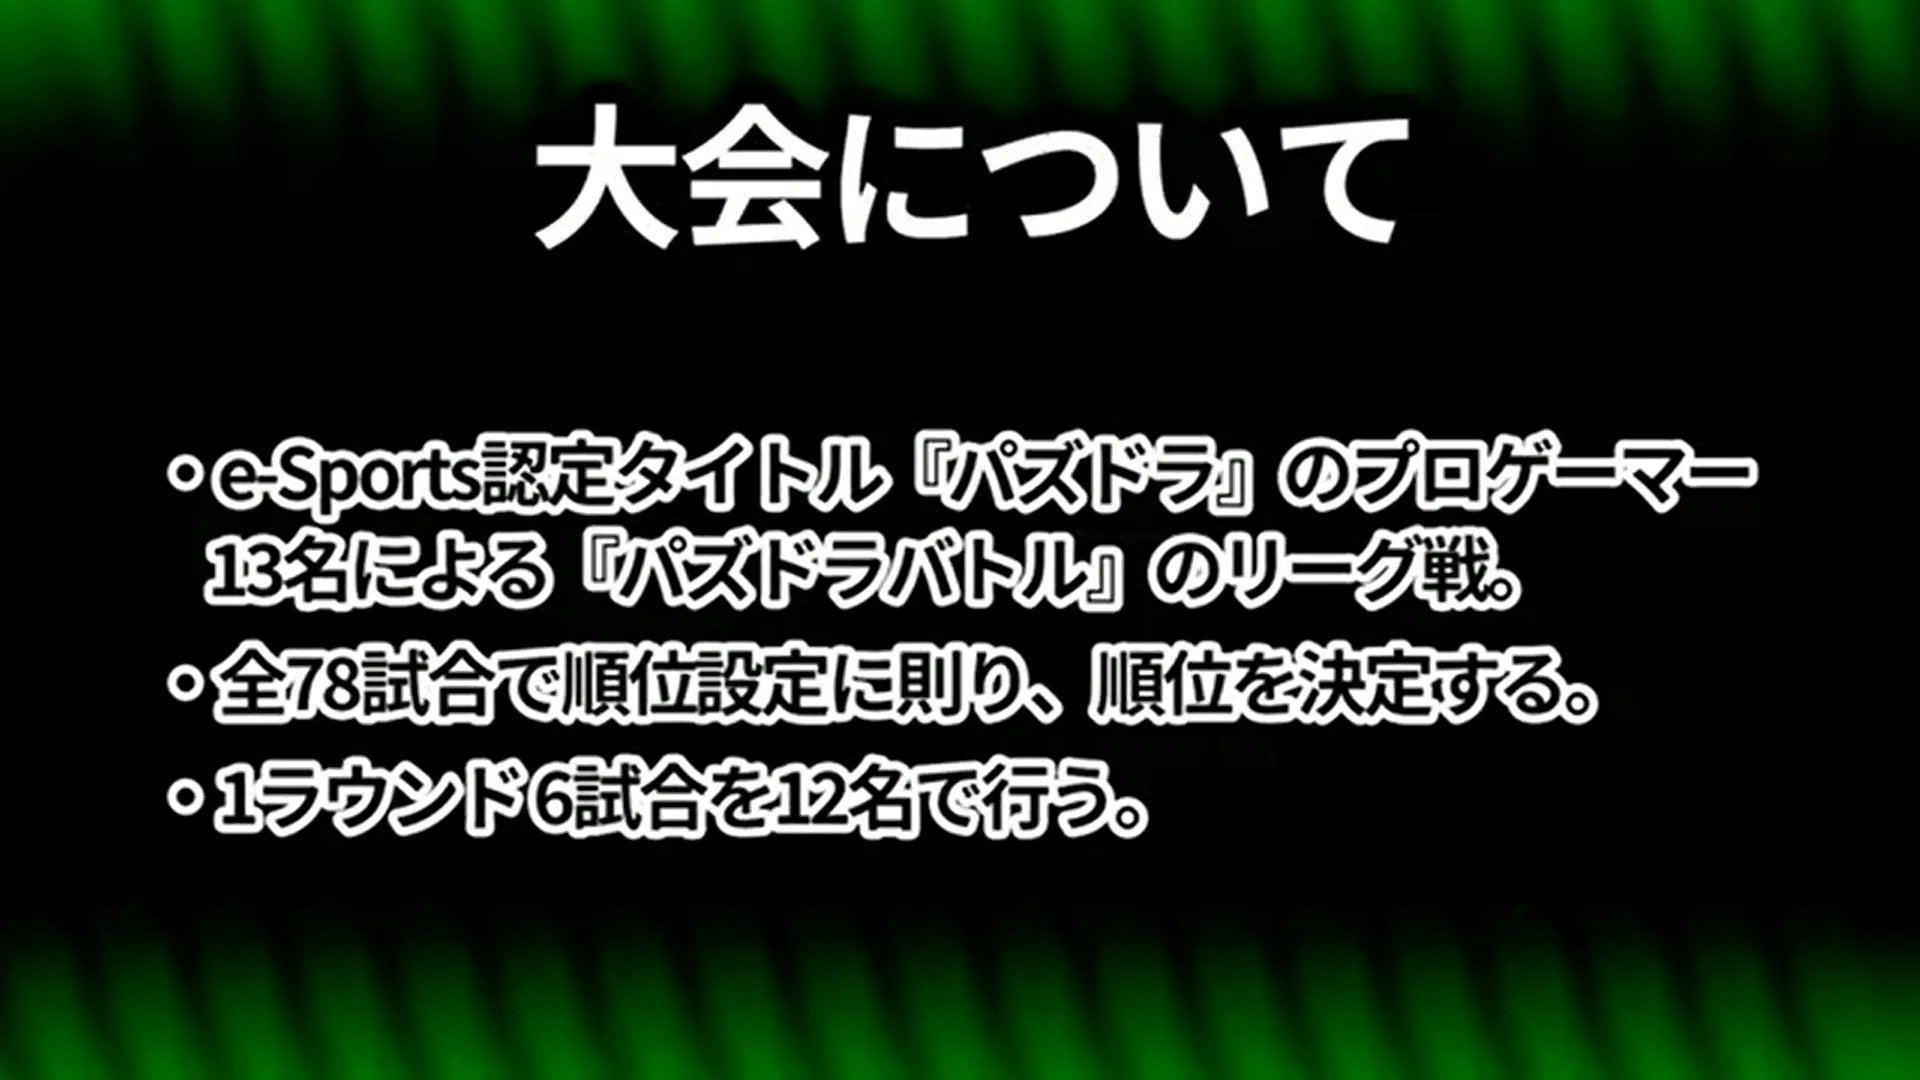 大会について
・e-Sports認定タイトル『パズドラ』のプロゲーマー
13名による『パズドラバトル』のリーグ戦。
・全78試合で順位設定に則り、順位を決定する。
・1ラウンド6試合を12名で行う。